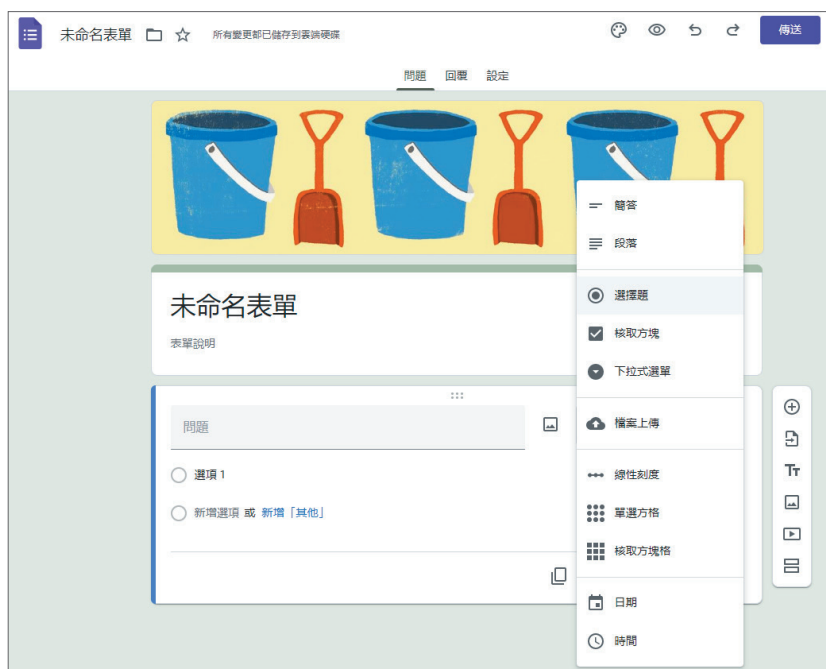 未命名表單
所有變更都已儲存到雲端硬碟
傳送
問題 回覆 設定
未命名表單
表單說明
問題
選項 1
新增選項 或 新增「其他」
簡答
段落
選擇題
核取方塊
下拉式選單
檔案上傳
線性刻度
單選方格
核取方塊格
日期
時間
Tт